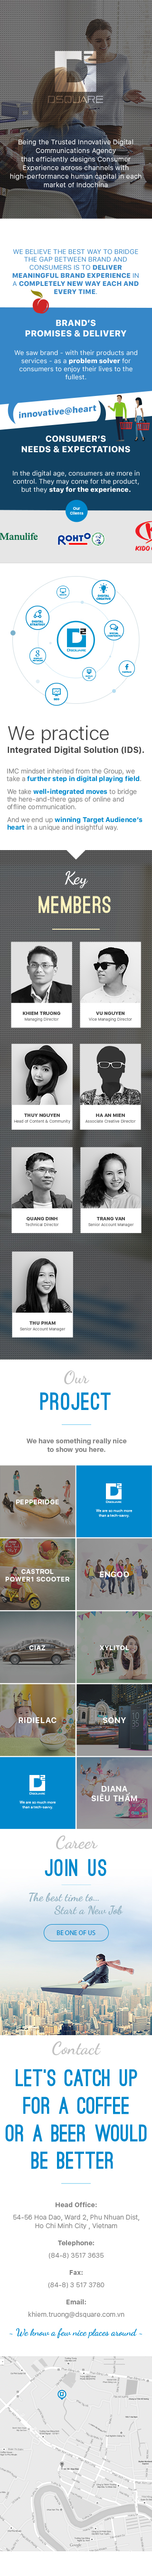 D2
DSQUARE
Being the Trusted Innovative Digital
Communications Agency
that efficiently designs Consumer
Experience across channels with
high-performance human capital in each
market of Indochina
WE BELIEVE THE BEST WAY TO BRIDGE
THE GAP BETWEEN BRAND AND
CONSUMERS IS TO DELIVER
MEANINGFUL BRAND EXPERIENCE IN
A COMPLETELY NEW WAY EACH AND
EVERY TIME.
BRAND'S
PROMISES & DELIVERY
We saw brand - with their products and
services - as a problem solver for
consumers to enjoy their lives to the
fullest.
innovative@heart
CONSUMER'S
NEEDS & EXPECTATIONS
In the digital age, consumers are more in
control. They may come for the product,
but they stay for the experience.
Our
Clients
Manulife
ROHTO
KIDO
DIGITAL
STRATEGY
D2
DSQUARE
We practice
Integrated Digital Solution (IDS).
IMC mindset inherited from the Group, we
take a further step in digital playing field.
We take well-integrated moves to bridge
the here-and-there gaps of online and
offline communication.
And we end up winning Target Audience's
heart in a unique and insightful way.
Key
MEMBERS
KHIEM TRUONG
Managing Director
VU NGUYEN
Vice Managing Director
THUY NGUYEN
Head of Content & Community
HA AN MIEN
Associate Creative Director
QUANG DINH
Technical Director
TRANG VAN
Senior Account Manager
THU PHAM
Senior Account Manager
Our
PROJECT
We have something really nice
to show you here.
PEPPERIDGE
D2
DSQUARE
We are so much more
than a tech-savvy.
CASTROL
POWER1 SCOOTER
ENGOO
CIAZ
XYLITOL
RIDIELAC
SONY
D2
DSQUARE
We are so much more
than a tech-savvy.
DIANA
SIÊU THẤM
Career
JOIN US
The best time to...
Start a New Job
BE ONE OF US
Contact
LET'S CATCH UP
FOR A COFFEE
OR A BEER WOULD
BE BETTER
Head Office:
54-56 Hoa Dao, Ward 2, Phu Nhuan Dist,
Ho Chi Minh City , Vietnam
Telephone:
(84-8) 3517 3635
Fax:
(84-8) 3 517 3780
Email:
khiem.truong@dsquare.com.vn
- We know a few nice places around -
Google